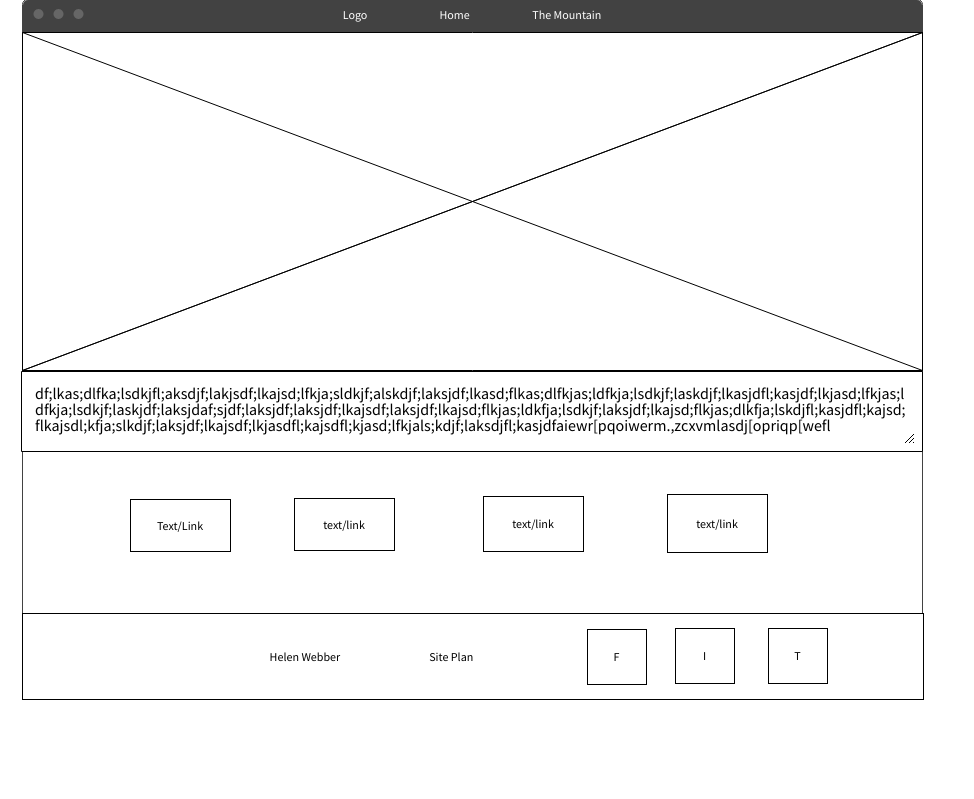 Logo Home The Mountain
df;lkas;dlfka;lsdkjfl;aksdjf;lakjsdf;lkajsd;lfkja;sldkjf;alskdjf;laksjdf;lkasd;flkas;dlfkjas;ldfkja;lsdkjf;laskdjf;lkasjdfl;kasjdf;lkjasd;lfkjas;l
dfkja;lsdkjf;laskjdf;laksjdaf;sjdf;laksjdf;laksjdf;lkajsdf;laksjdf;lkajsd;flkjas;ldkfja;lsdkjf;laksjdf;lkajsd;flkjas;dlkfja;lskdjfl;kasjdfl;kajsd;
flkajsdl;kfja;slkdjf;laksjdf;lkajsdf;lkjasdfl;kajsdfl;kjasd;lfkjals;kdjf;laksdjfl;kasjdfaiewr[pqoiwerm.,zcxvmlasdj[opriqp[wefl
Text/Link text/link text/link text/link
Helen Webber Site Plan F I T